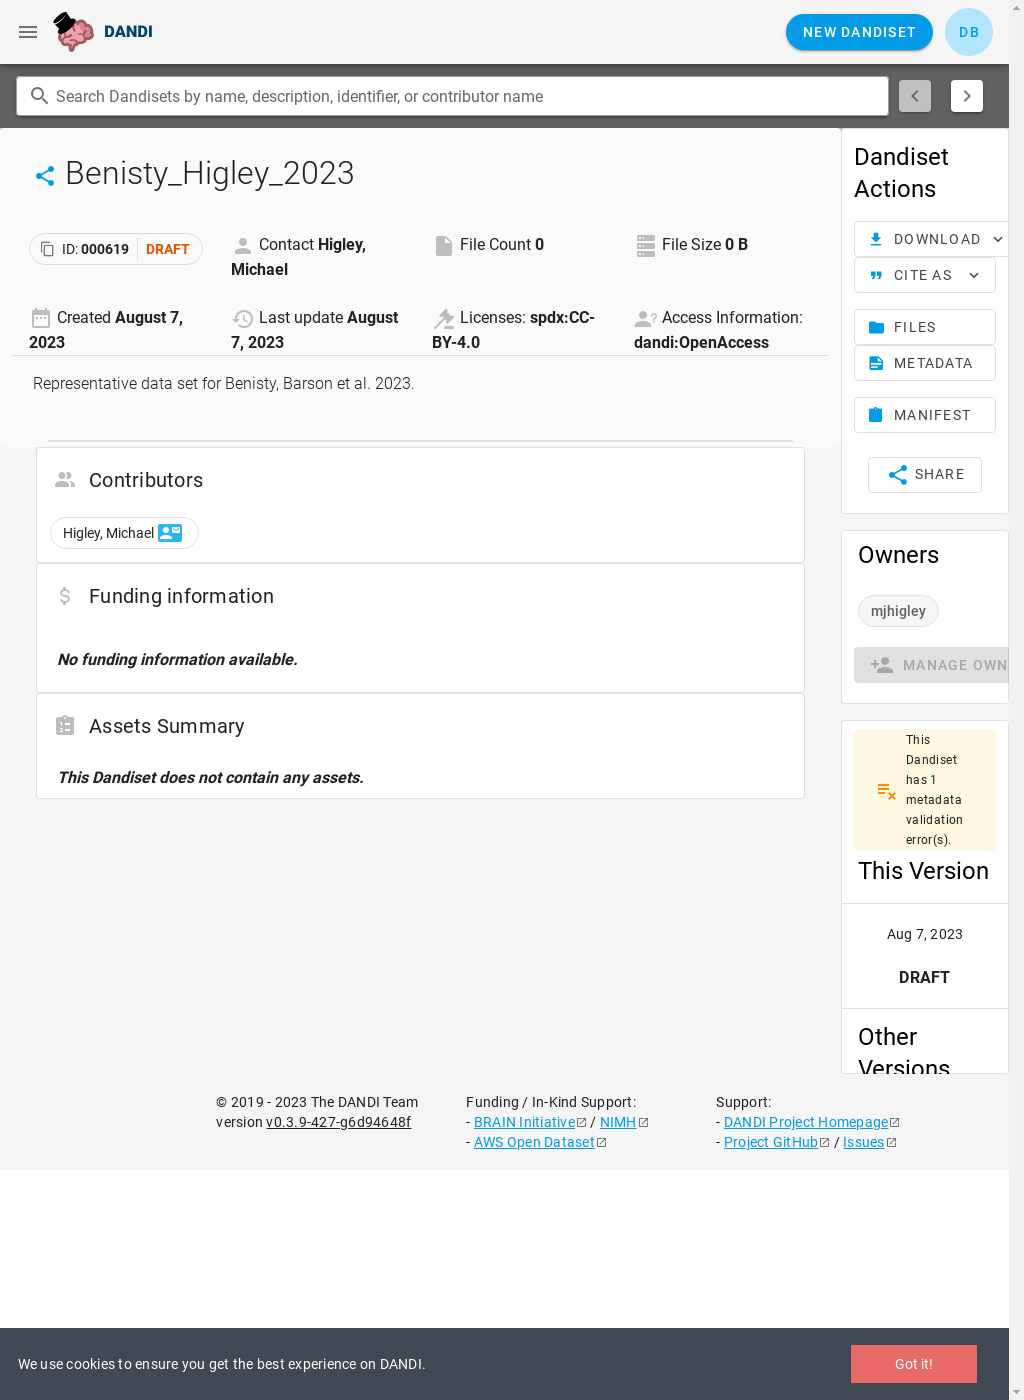 DANDI
NEW DANDISET
DB
Search Dandisets by name, description, identifier, or contributor name
Benisty_Higley_2023
ID: 000619
DRAFT
Contact Higley,
Michael
File Count 0
File Size 0 B
Created August 7,
2023
Last update August
7, 2023
Licenses: spdx:CC-
BY-4.0
Access Information:
dandi:OpenAccess
Representative data set for Benisty, Barson et al. 2023.
Contributors
Higley, Michael
Funding information
No funding information available.
Assets Summary
This Dandiset does not contain any assets.
Dandiset
Actions
DOWNLOAD
CITE AS
FILES
METADATA
MANIFEST
SHARE
Owners
mjhigley
MANAGE OWN
This
Dandiset
has 1
metadata
validation
error(s).
This Version
Aug 7, 2023
DRAFT
Other
Versions
© 2019 - 2023 The DANDI Team
version v0.3.9-427-g6d94648f
Funding / In-Kind Support:
- BRAIN Initiative / NIMH
- AWS Open Dataset
Support:
- DANDI Project Homepage
- Project GitHub / Issues
We use cookies to ensure you get the best experience on DANDI.
Got it!